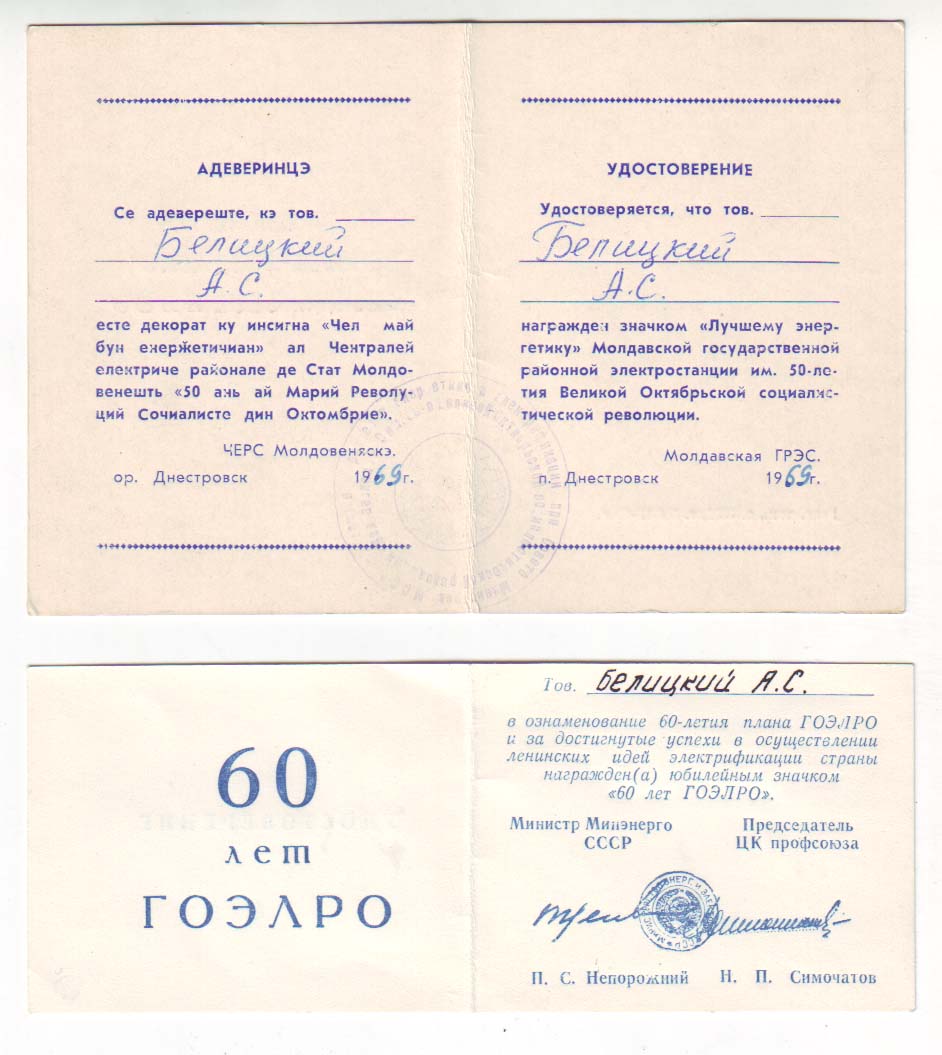 АДЕВЕРИНЦЭ
Се адеверештe, кэ тов.
Белицкий
А.С.
есте декорат ку инсигна «Чел май
бун енержетичиан» ал Чентралей
електриче районале де Стат Молдо-
венешть «50 ань ай Марий Револу-
ций Сочиалисте дин Октомбрие».
ЧЕРС Молдовеняскэ.
ор. Днестровск 1969г.
УДОСТОВЕРЕНИЕ
Удостоверяется, что тов.
Белицкий
А.С.
награжден значком «Лучшему энер-
гетику» Молдавской государственной
районной электростанции им. 50-ле-
тия Великой Октябрьской социалис-
тической революции.
Молдавская ГРЭС.
п. Днестровск 1969г.
60
лет
ГОЭЛРО
Тов. Белицкий А.С.
в ознаменование 60-летия плана ГОЭЛРО
и за достигнутые успехи в осуществлении
ленинских идей электрификации страны
награжден(а) юбилейным значком
«60 лет ГОЭЛРО».
Министр Минэнерго
СССР
Председатель
ЦК профсоюза
П. С. Непорожний Н. П. Симочатов